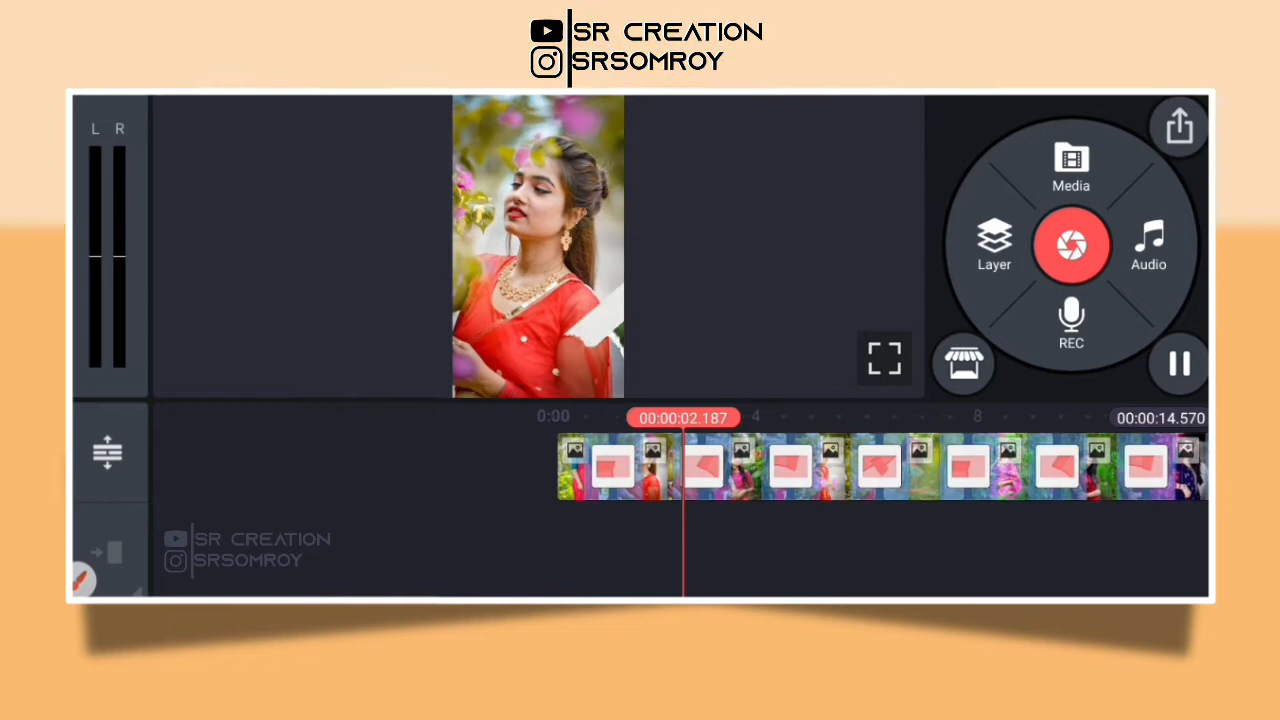 SR CREATION
SRSOMROY
L R
Media
Layer
Audio
REC
0:00 00:00:02.187 4 8 00:00:14.570
SR CREATION
SRSOMROY